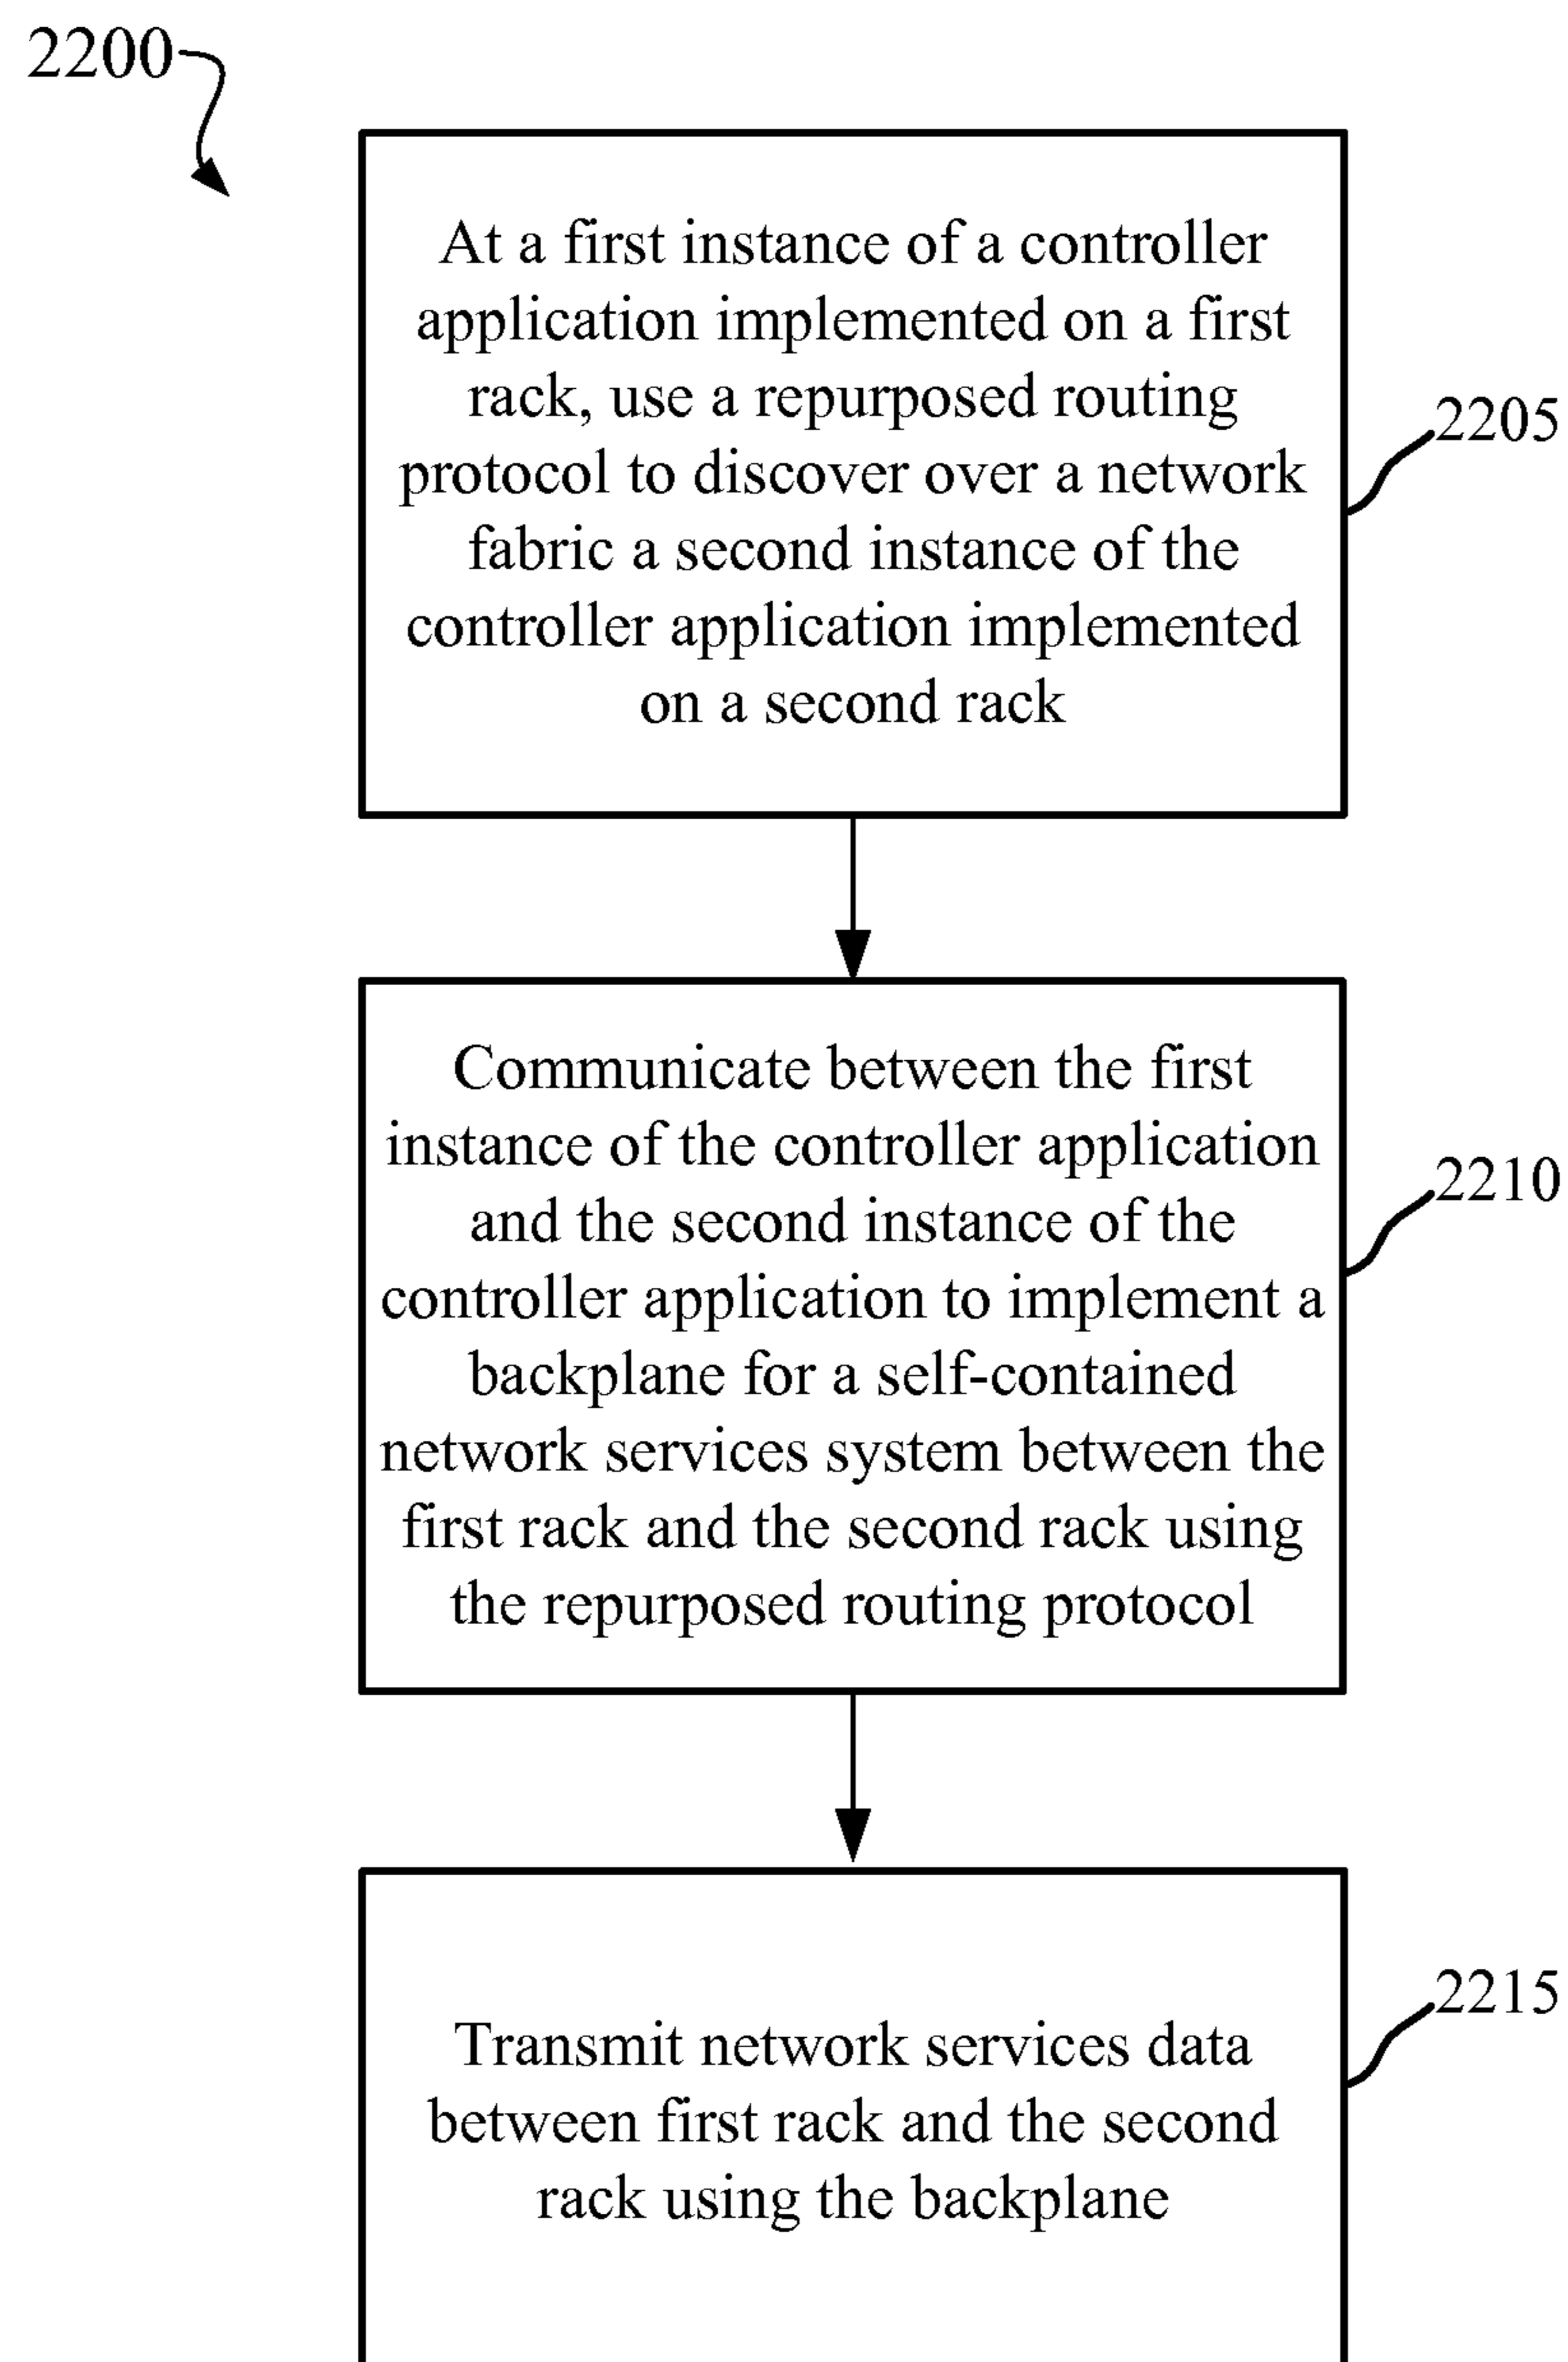 2200
At a first instance of a controller
application implemented on a first
rack, use a repurposed routing
protocol to discover over a network
fabric a second instance of the
controller application implemented
on a second rack
2205
Communicate between the first
instance of the controller application
and the second instance of the
controller application to implement a
backplane for a self-contained
network services system between the
first rack and the second rack using
the repurposed routing protocol
2210
Transmit network services data
between first rack and the second
rack using the backplane
2215